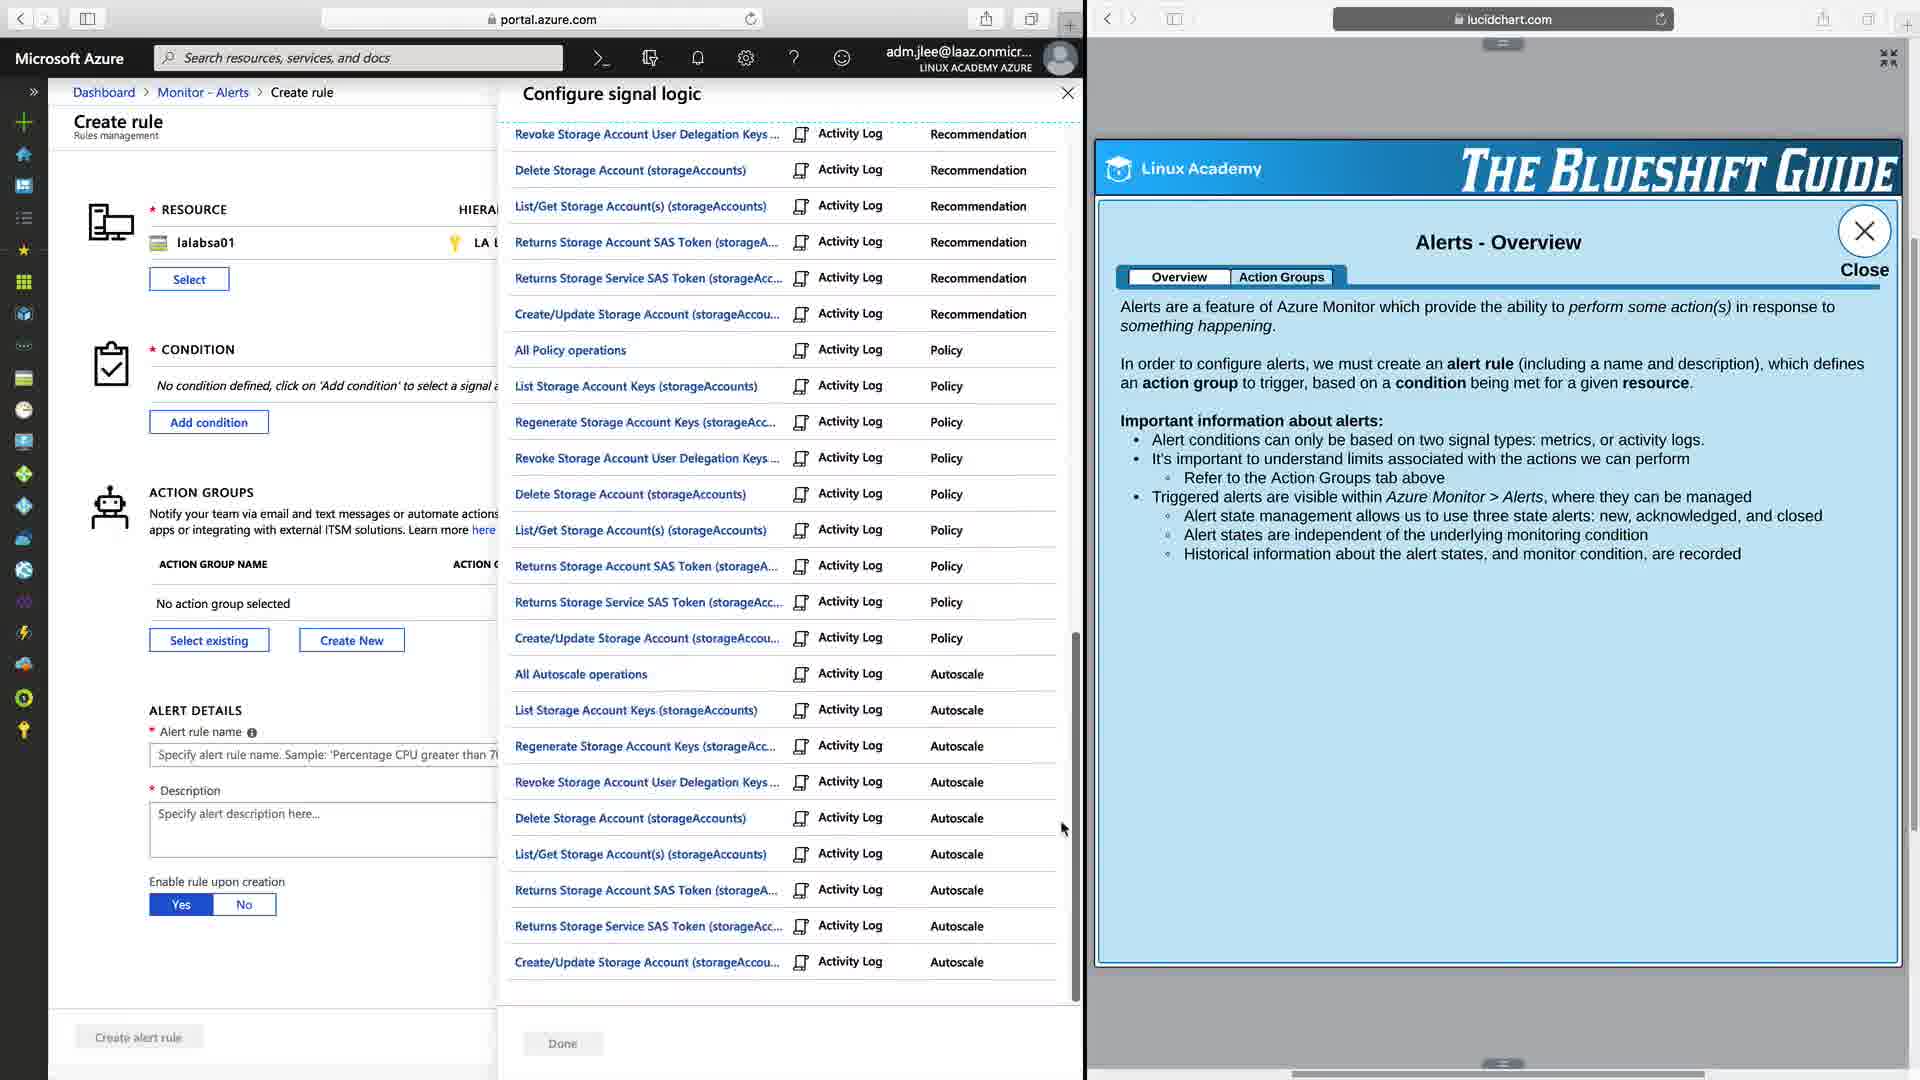 portal.azure.com
Microsoft Azure
Search resources, services, and docs
adm.jlee@laaz.onmicr...
LINUX ACADEMY AZURE
Dashboard > Monitor - Alerts > Create rule
Create rule
Rules management
* RESOURCE
HIERA
lalabsa01
Select
* CONDITION
No condition defined, click on 'Add condition' to select a signal a
Add condition
ACTION GROUPS
Notify your team via email and text messages or automate actions
apps or integrating with external ITSM solutions. Learn more here
ACTION GROUP NAME
ACTION G
No action group selected
Select existing
Create New
ALERT DETAILS
* Alert rule name
Specify alert rule name. Sample: 'Percentage CPU greater than 70
* Description
Specify alert description here...
Enable rule upon creation
Yes No
Create alert rule
Configure signal logic
Revoke Storage Account User Delegation Keys ... Activity Log Recommendation
Delete Storage Account (storageAccounts) Activity Log Recommendation
List/Get Storage Account(s) (storageAccounts) Activity Log Recommendation
Returns Storage Account SAS Token (storageA... Activity Log Recommendation
Returns Storage Service SAS Token (storageAcc... Activity Log Recommendation
Create/Update Storage Account (storageAccou... Activity Log Recommendation
All Policy operations Activity Log Policy
List Storage Account Keys (storageAccounts) Activity Log Policy
Regenerate Storage Account Keys (storageAcc... Activity Log Policy
Revoke Storage Account User Delegation Keys ... Activity Log Policy
Delete Storage Account (storageAccounts) Activity Log Policy
List/Get Storage Account(s) (storageAccounts) Activity Log Policy
Returns Storage Account SAS Token (storageA... Activity Log Policy
Returns Storage Service SAS Token (storageAcc... Activity Log Policy
Create/Update Storage Account (storageAccou... Activity Log Policy
All Autoscale operations Activity Log Autoscale
List Storage Account Keys (storageAccounts) Activity Log Autoscale
Regenerate Storage Account Keys (storageAcc... Activity Log Autoscale
Revoke Storage Account User Delegation Keys ... Activity Log Autoscale
Delete Storage Account (storageAccounts) Activity Log Autoscale
List/Get Storage Account(s) (storageAccounts) Activity Log Autoscale
Returns Storage Account SAS Token (storageA... Activity Log Autoscale
Returns Storage Service SAS Token (storageAcc... Activity Log Autoscale
Create/Update Storage Account (storageAccou... Activity Log Autoscale
Done
lucidchart.com
Linux Academy
THE BLUESHIFT GUIDE
Alerts - Overview
Close
Overview Action Groups
Alerts are a feature of Azure Monitor which provide the ability to perform some action(s) in response to
something happening.
In order to configure alerts, we must create an alert rule (including a name and description), which defines
an action group to trigger, based on a condition being met for a given resource.
Important information about alerts:
• Alert conditions can only be based on two signal types: metrics, or activity logs.
• It's important to understand limits associated with the actions we can perform
◦ Refer to the Action Groups tab above
• Triggered alerts are visible within Azure Monitor > Alerts, where they can be managed
◦ Alert state management allows us to use three state alerts: new, acknowledged, and closed
◦ Alert states are independent of the underlying monitoring condition
◦ Historical information about the alert states, and monitor condition, are recorded